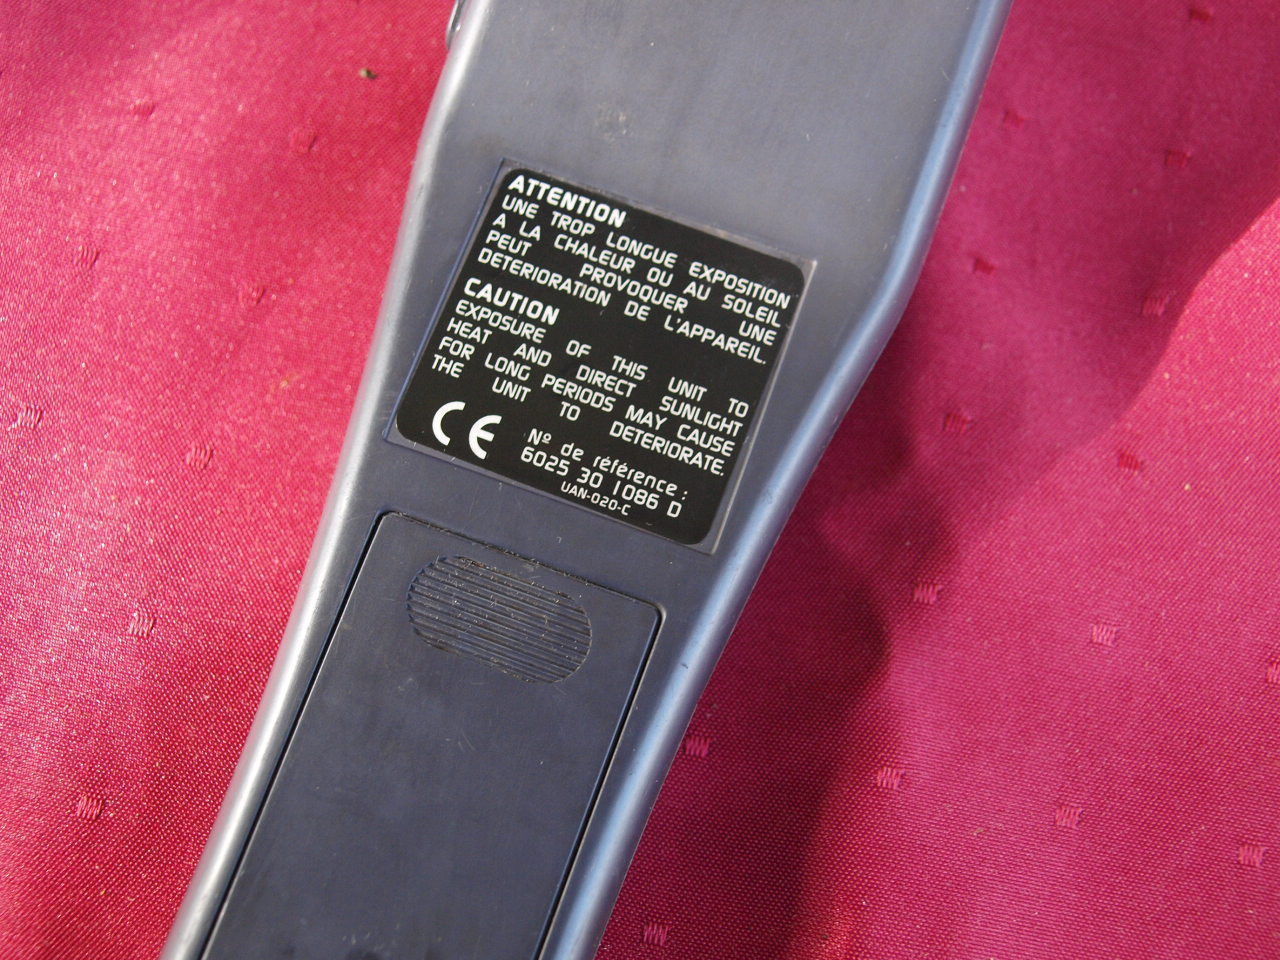 ATTENTION
UNE TROP LONGUE EXPOSITION
A LA CHALEUR OU AU SOLEIL
PEUT PROVOQUER UNE
DETERIORATION DE L'APPAREIL.
CAUTION
EXPOSURE OF THIS UNIT TO
HEAT AND DIRECT SUNLIGHT
FOR LONG PERIODS MAY CAUSE
THE UNIT TO DETERIORATE.
CE
Nº de référence :
6025 30 1086 D
UAN-020-C